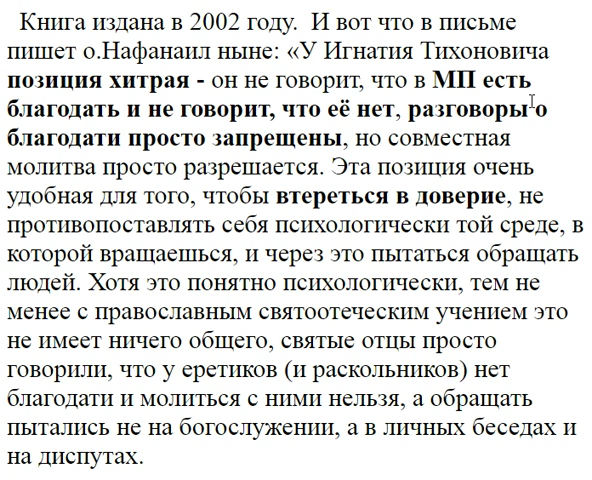 Книга издана в 2002 году.  И вот что в письме
пишет о.Нафанаил ныне: «У Игнатия Тихоновича
позиция хитрая - он не говорит, что в МП есть
благодать и не говорит, что её нет, разговоры о
благодати просто запрещены, но совместная
молитва просто разрешается. Эта позиция очень
удобная для того, чтобы втереться в доверие, не
противопоставлять себя психологически той среде, в
которой вращаешься, и через это пытаться обращать
людей. Хотя это понятно психологически, тем не
менее с православным святоотеческим учением это
не имеет ничего общего, святые отцы просто
говорили, что у еретиков (и раскольников) нет
благодати и молиться с ними нельзя, а обращать
пытались не на богослужении, а в личных беседах и
на диспутах.